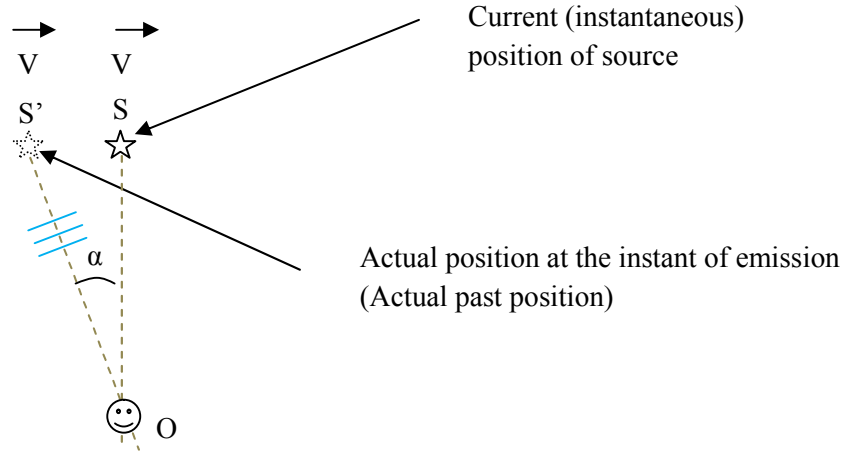 Current (instantaneous)
position of source
V V
S’ S
α
Actual position at the instant of emission
(Actual past position)
O